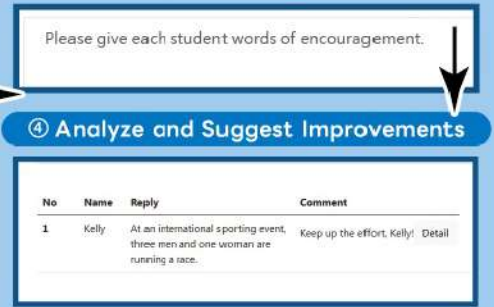 Please give each student words of encouragement.
④ Analyze and Suggest Improvements
No Name Reply Comment
1 Kelly At an international sporting event, Keep up the effort, Kelly! Detail
three men and one woman are
running a race.